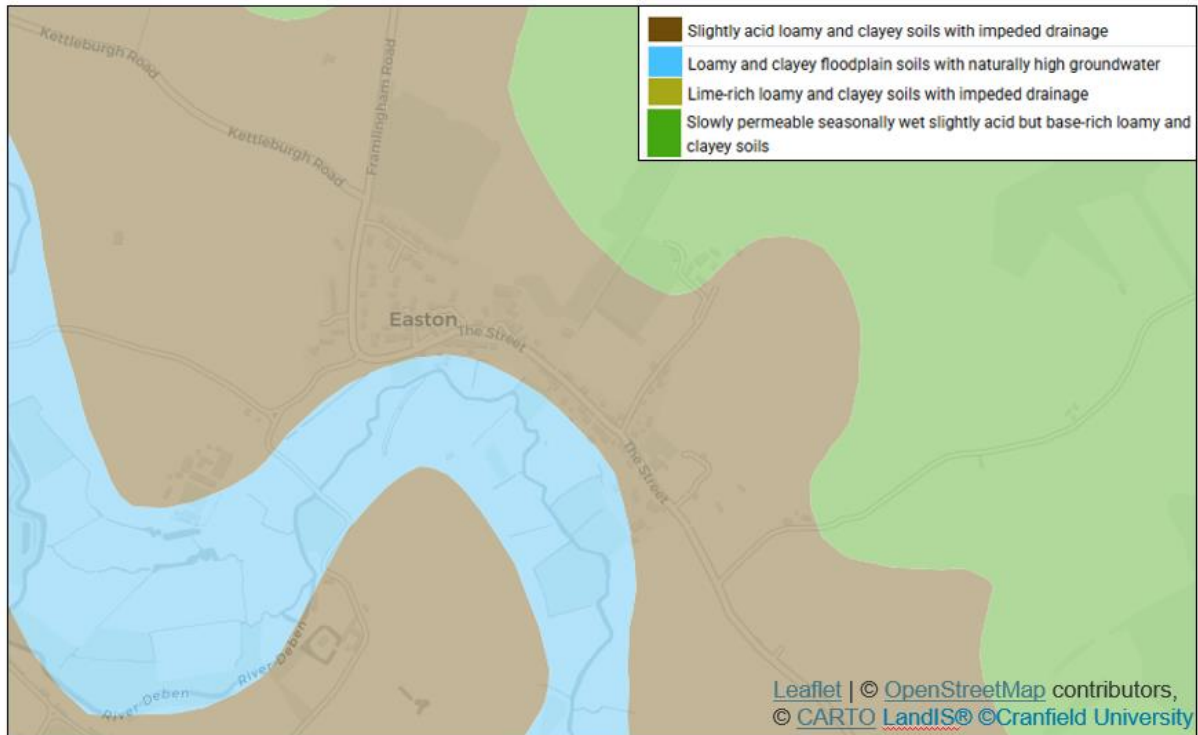 Slightly acid loamy and clayey soils with impeded drainage
Loamy and clayey floodplain soils with naturally high groundwater
Lime-rich loamy and clayey soils with impeded drainage
Slowly permeable seasonally wet slightly acid but base-rich loamy and
clayey soils
Kettleburgh Road
Framlingham Road
Kettleburgh Road
Easton
The Street
The Street
River Deben
River Deben
Leaflet | © OpenStreetMap contributors,
© CARTO LandIS® ©Cranfield University